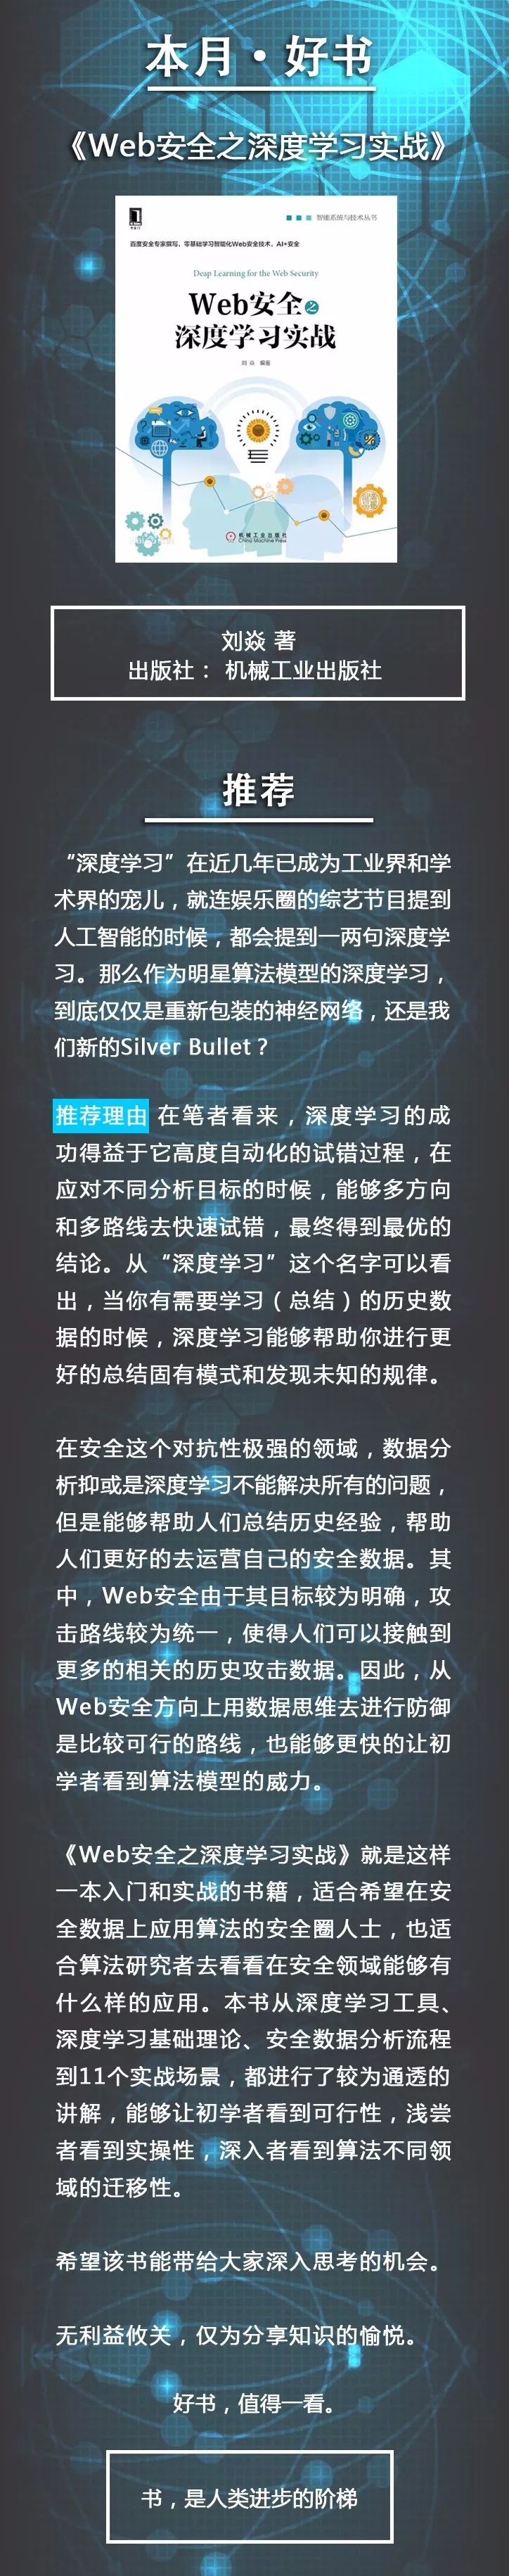 本月·好书
《Web安全之深度学习实战》
智能系统与技术丛书
百度安全专家撰写，零基础学习智能化Web安全技术，AI+安全
Deap Learning for the Web Security
Web安全之
深度学习实战
刘焱 编著
机械工业出版社
China Machine Press
刘焱 著
出版社： 机械工业出版社
推荐
“深度学习”在近几年已成为工业界和学
术界的宠儿，就连娱乐圈的综艺节目提到
人工智能的时候，都会提到一两句深度学
习。那么作为明星算法模型的深度学习，
到底仅仅是重新包装的神经网络，还是我
们新的Silver Bullet？
推荐理由 在笔者看来，深度学习的成
功得益于它高度自动化的试错过程，在
应对不同分析目标的时候，能够多方向
和多路线去快速试错，最终得到最优的
结论。从“深度学习”这个名字可以看
出，当你有需要学习（总结）的历史数
据的时候，深度学习能够帮助你进行更
好的总结固有模式和发现未知的规律。
在安全这个对抗性极强的领域，数据分
析抑或是深度学习不能解决所有的问题，
但是能够帮助人们总结历史经验，帮助
人们更好的去运营自己的安全数据。其
中，Web安全由于其目标较为明确，攻
击路线较为统一，使得人们可以接触到
更多的相关的历史攻击数据。因此，从
Web安全方向上用数据思维去进行防御
是比较可行的路线，也能够更快的让初
学者看到算法模型的威力。
《Web安全之深度学习实战》就是这样
一本入门和实战的书籍，适合希望在安
全数据上应用算法的安全圈人士，也适
合算法研究者去看看在安全领域能够有
什么样的应用。本书从深度学习工具、
深度学习基础理论、安全数据分析流程
到11个实战场景，都进行了较为通透的
讲解，能够让初学者看到可行性，浅尝
者看到实操性，深入者看到算法不同领
域的迁移性。
希望该书能带给大家深入思考的机会。
无利益攸关，仅为分享知识的愉悦。
好书，值得一看。
书，是人类进步的阶梯